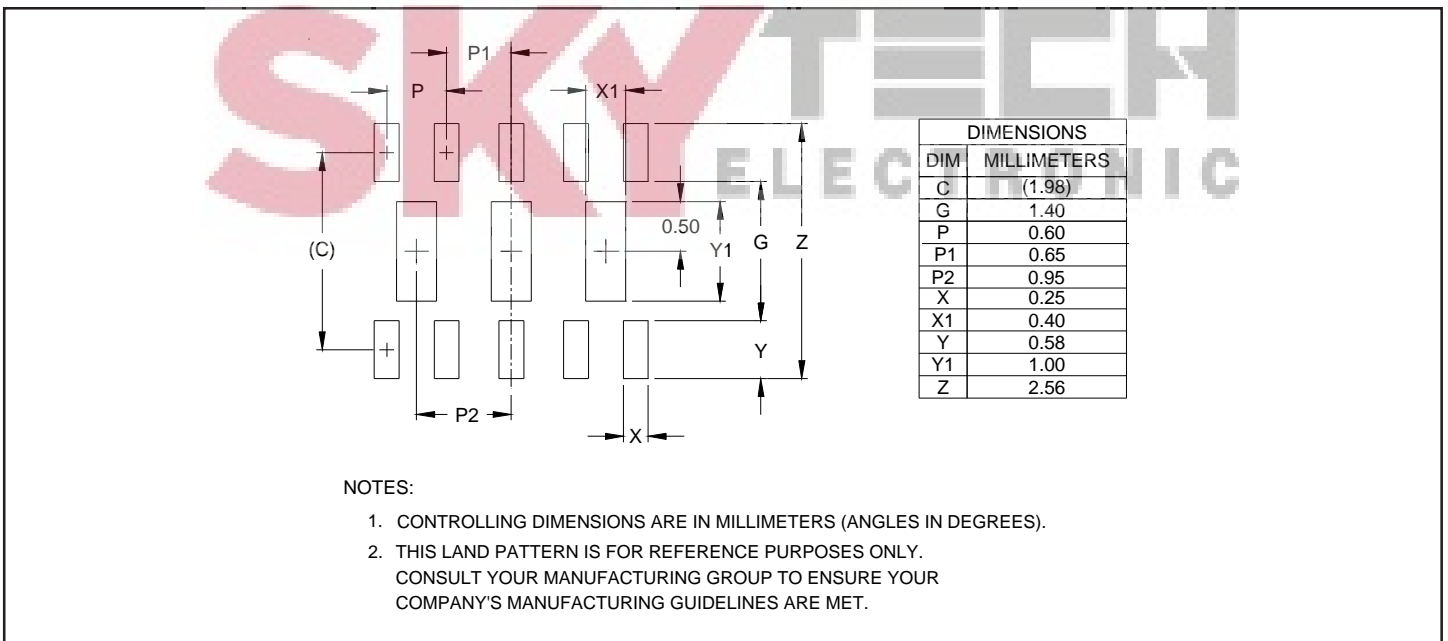 SKYTECH
ELECTRONIC
P1
P
X1
(C)
0.50
Y1
G
Z
Y
P2
X
DIMENSIONS
DIM MILLIMETERS
C (1.98)
G 1.40
P 0.60
P1 0.65
P2 0.95
X 0.25
X1 0.40
Y 0.58
Y1 1.00
Z 2.56
NOTES:
1. CONTROLLING DIMENSIONS ARE IN MILLIMETERS (ANGLES IN DEGREES).
2. THIS LAND PATTERN IS FOR REFERENCE PURPOSES ONLY.
CONSULT YOUR MANUFACTURING GROUP TO ENSURE YOUR
COMPANY'S MANUFACTURING GUIDELINES ARE MET.